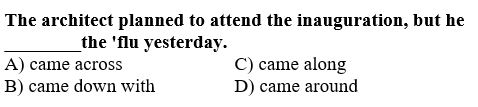 The architect planned to attend the inauguration, but he
_________the 'flu yesterday.
A) came across C) came along
B) came down with D) came around